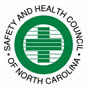 SAFETY AND HEALTH COUNCIL
OF NORTH CAROLINA